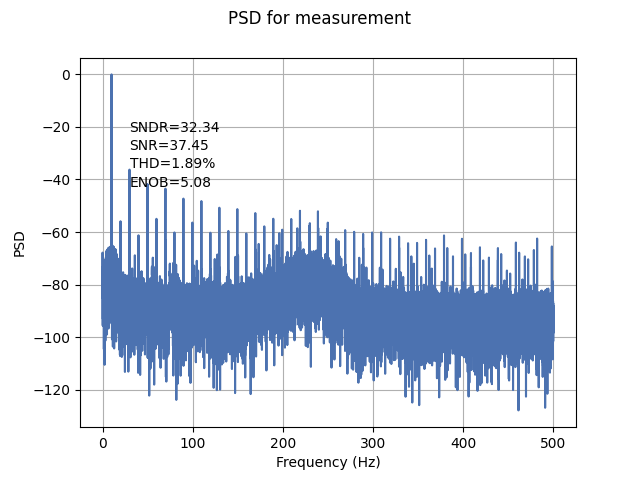 PSD for measurement
0
−20
−40
−60
−80
−100
−120
PSD
SNDR=32.34
SNR=37.45
THD=1.89%
ENOB=5.08
0
100
200
300
400
500
Frequency (Hz)